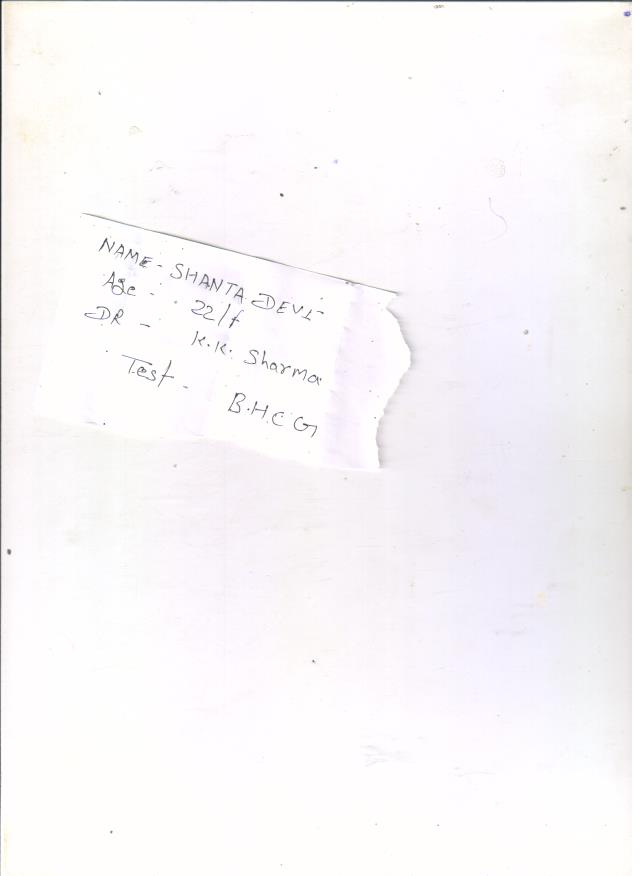 NAME - SHANTA DEVI
Age - 22/f
DR - K.K. Sharma
Test - B.H.C G